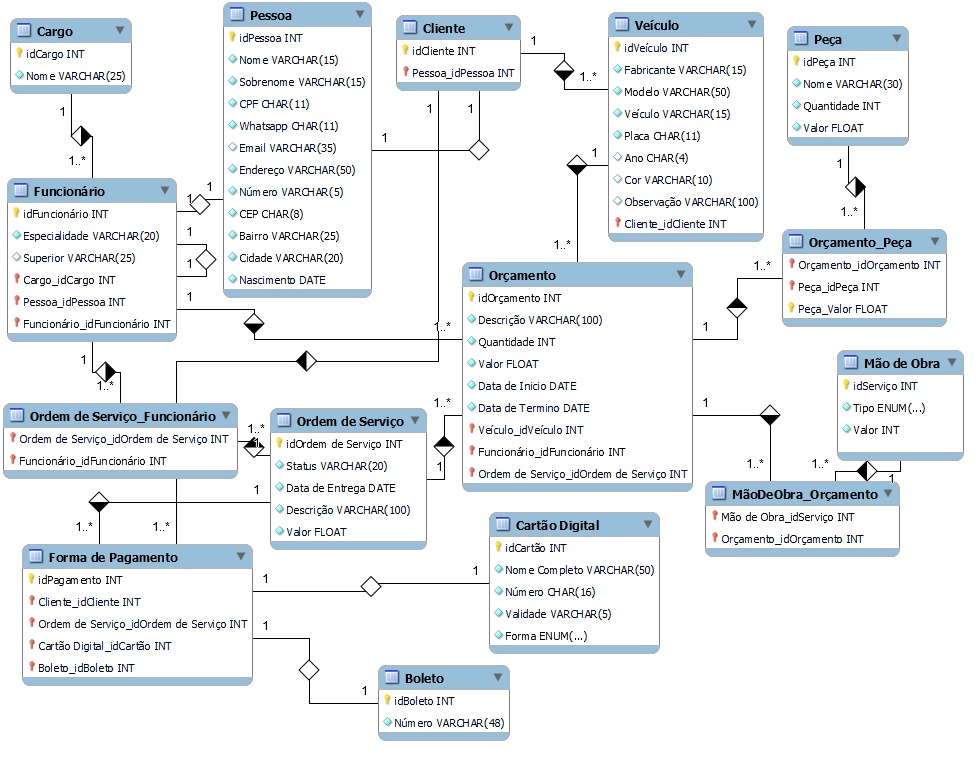 Cargo
idCargo INT
Nome VARCHAR(25)
Pessoa
idPessoa INT
Nome VARCHAR(15)
Sobrenome VARCHAR(15)
CPF CHAR(11)
Whatsapp CHAR(11)
Email VARCHAR(35)
Endereço VARCHAR(50)
Número VARCHAR(5)
CEP CHAR(8)
Bairro VARCHAR(25)
Cidade VARCHAR(20)
Nascimento DATE
Cliente
idCliente INT
Pessoa_idPessoa INT
Veículo
idVeículo INT
Fabricante VARCHAR(15)
Modelo VARCHAR(50)
Veículo VARCHAR(15)
Placa CHAR(11)
Ano CHAR(4)
Cor VARCHAR(10)
Observação VARCHAR(100)
Cliente_idCliente INT
Peça
idPeça INT
Nome VARCHAR(30)
Quantidade INT
Valor FLOAT
1
1..*
1
1
1
1..*
1
1..*
1
1..*
Funcionário
idFuncionário INT
Especialidade VARCHAR(20)
Superior VARCHAR(25)
Cargo_idCargo INT
Pessoa_idPessoa INT
Funcionário_idFuncionário INT
1
1
1
1
1
1..*
1
1..*
Orçamento
idOrçamento INT
Descrição VARCHAR(100)
Quantidade INT
Valor FLOAT
Data de Inicio DATE
Data de Termino DATE
Veículo_idVeículo INT
Funcionário_idFuncionário INT
Ordem de Serviço_idOrdem de Serviço INT
Orçamento_Peça
Orçamento_idOrçamento INT
Peça_idPeça INT
Peça_Valor FLOAT
1..*
1
Mão de Obra
idServiço INT
Tipo ENUM(...)
Valor INT
1
1..*
1..*
1
Ordem de Serviço_Funcionário
Ordem de Serviço_idOrdem de Serviço INT
Funcionário_idFuncionário INT
1..*
1
Ordem de Serviço
idOrdem de Serviço INT
Status VARCHAR(20)
Data de Entrega DATE
Descrição VARCHAR(100)
Valor FLOAT
1..*
1
MãoDeObra_Orçamento
Mão de Obra_idServiço INT
Orçamento_idOrçamento INT
1
1..*
1..*
Forma de Pagamento
idPagamento INT
Cliente_idCliente INT
Ordem de Serviço_idOrdem de Serviço INT
Cartão Digital_idCartão INT
Boleto_idBoleto INT
1
1
Cartão Digital
idCartão INT
Nome Completo VARCHAR(50)
Número CHAR(16)
Validade VARCHAR(5)
Forma ENUM(...)
1
1
Boleto
idBoleto INT
Número VARCHAR(48)